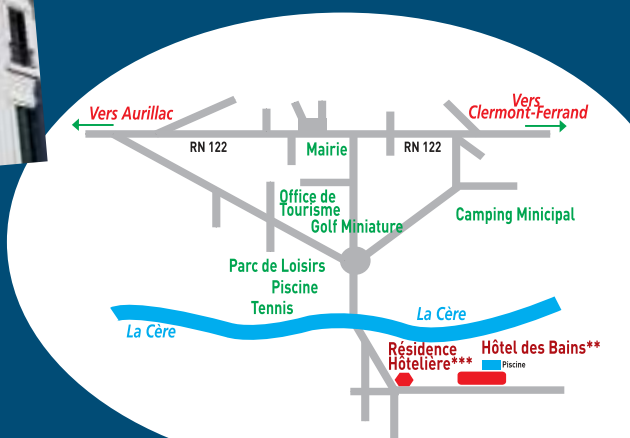 Vers Aurillac
Vers
Clermont-Ferrand
RN 122
Mairie
RN 122
Office de
Tourisme
Golf Miniature
Camping Minicipal
Parc de Loisirs
Piscine
Tennis
La Cère
La Cère
Résidence
Hôtelière***
Hôtel des Bains**
Piscine